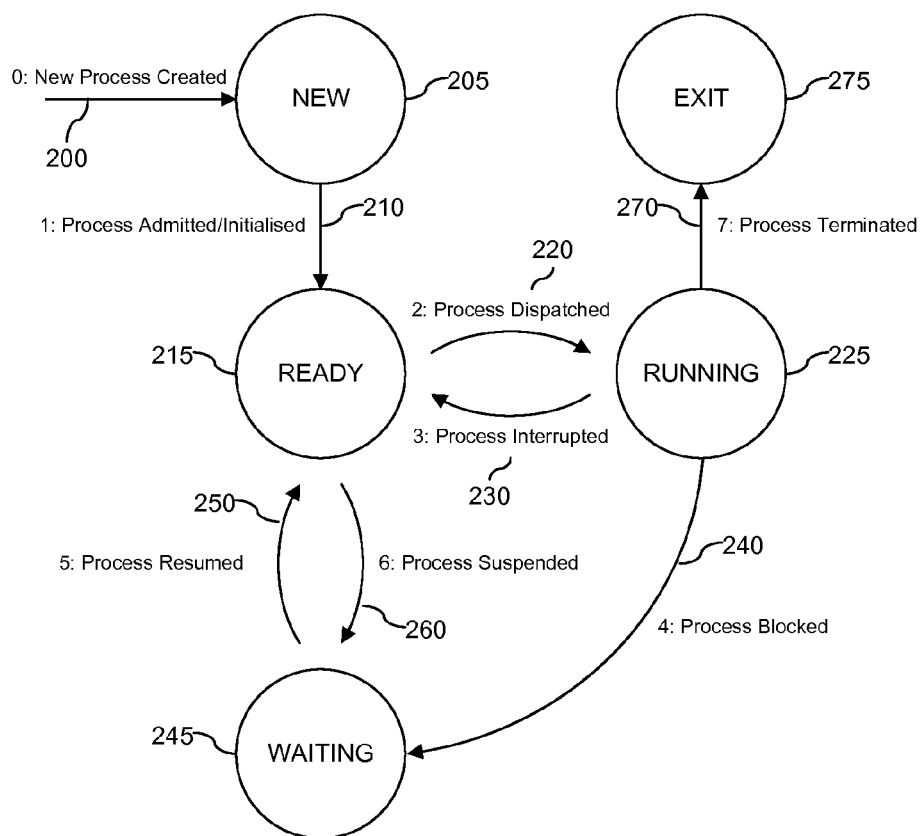 0: New Process Created
200
NEW
205
EXIT
275
1: Process Admitted/Initialised
210
270
7: Process Terminated
220
2: Process Dispatched
215
READY
RUNNING
225
3: Process Interrupted
230
250
5: Process Resumed
6: Process Suspended
260
240
4: Process Blocked
245
WAITING